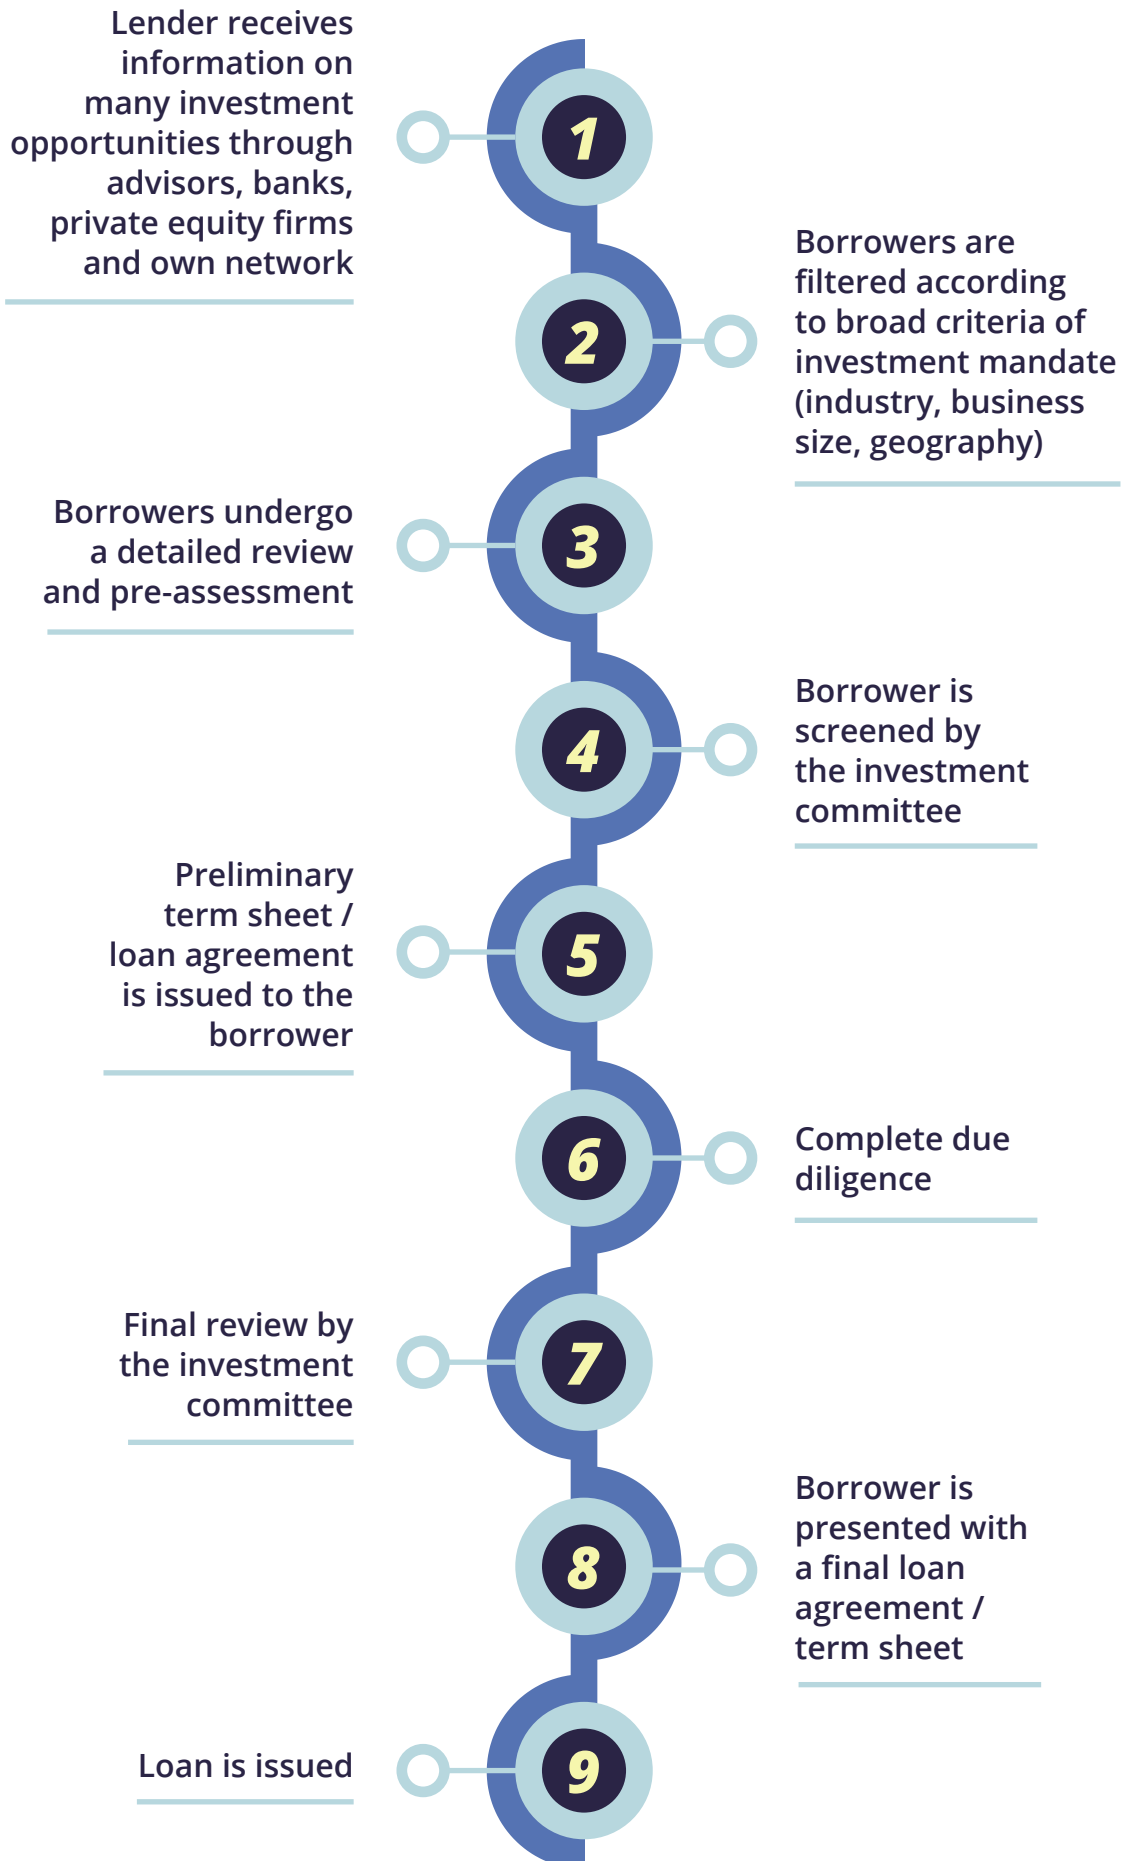 Lender receives
information on
many investment
opportunities through
advisors, banks,
private equity firms
and own network
1
Borrowers are
filtered according
to broad criteria of
investment mandate
(industry, business
size, geography)
2
Borrowers undergo
a detailed review
and pre-assessment
3
Borrower is
screened by
the investment
committee
4
Preliminary
term sheet /
loan agreement
is issued to the
borrower
5
Complete due
diligence
6
Final review by
the investment
committee
7
Borrower is
presented with
a final loan
agreement /
term sheet
8
Loan is issued
9